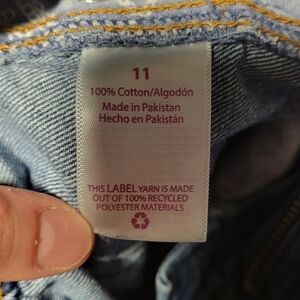 11
100% Cotton/Algodón
Made in Pakistan
Hecho en Pakistán
THIS LABEL YARN IS MADE
OUT OF 100% RECYCLED
POLYESTER MATERIALS